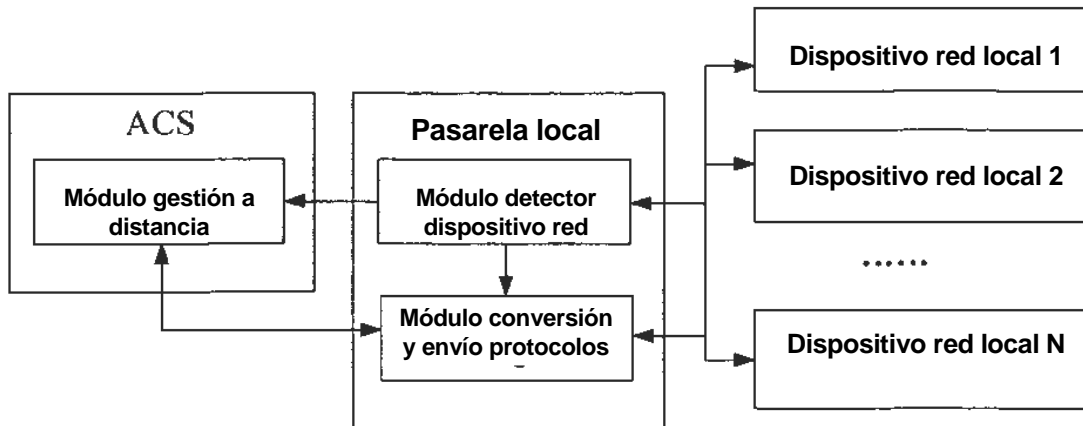 ACS
Módulo gestión a
distancia
Pasarela local
Módulo detector
dispositivo red
Módulo conversión
y envío protocolos
Dispositivo red local 1
Dispositivo red local 2
......
Dispositivo red local N